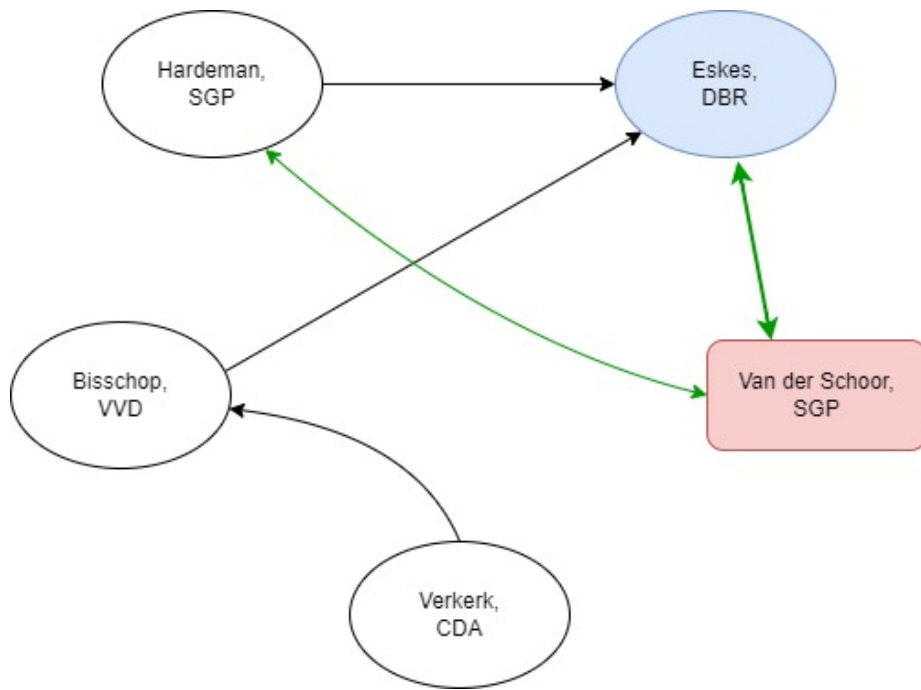 Hardeman,
SGP
Eskes,
DBR
Bisschop,
VVD
Van der Schoor,
SGP
Verkerk,
CDA